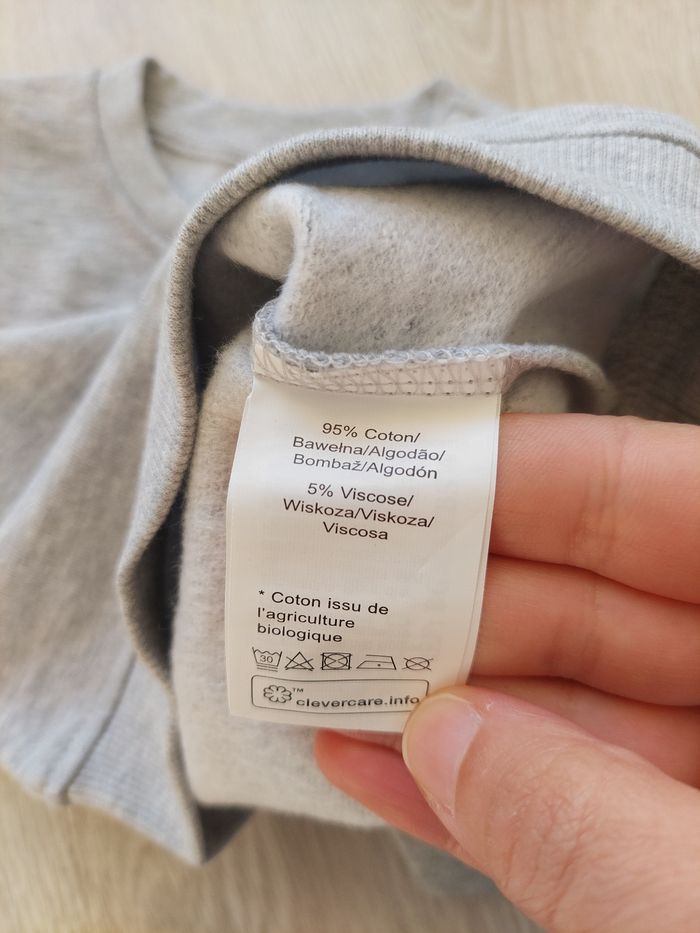 95% Coton/
Bawełna/Algodão/
Bombaž/Algodón
5% Viscose/
Wiskoza/Viskoza/
Viscosa
* Coton issu de
l'agriculture
biologique
30
™
clevercare.info